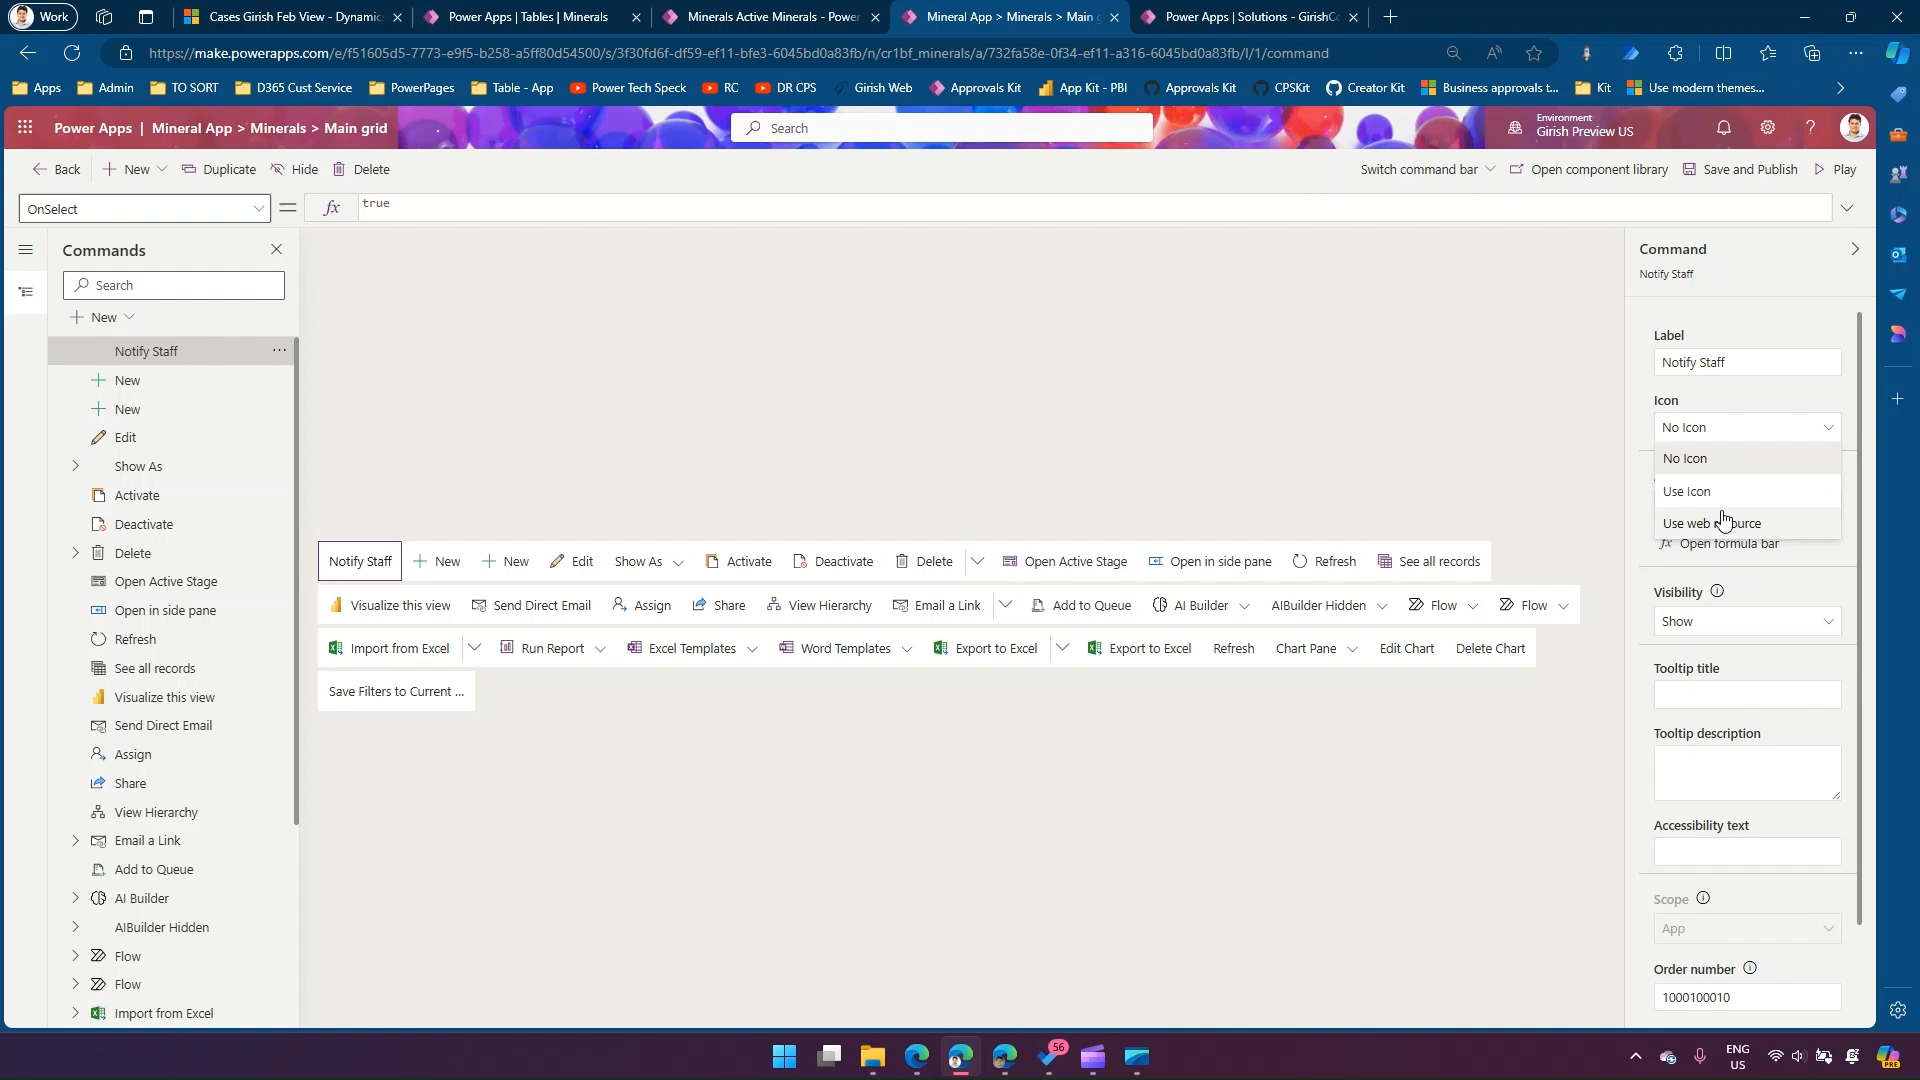 Work
Cases Girish Feb View - Dynamic
Power Apps | Tables | Minerals
Minerals Active Minerals - Power
Mineral App > Minerals > Main g
Power Apps | Solutions - GirishCo
https://make.powerapps.com/e/f51605d5-7773-e9f5-b258-a5ff80d54500/s/3f30fd6f-df59-ef11-bfe3-6045bd0a83fb/n/cr1bf_minerals/a/732fa58e-0f34-ef11-a316-6045bd0a83fb/l/1/command
Apps Admin TO SORT D365 Cust Service PowerPages Table - App Power Tech Speck RC DR CPS Girish Web Approvals Kit App Kit - PBI Approvals Kit CPSKit Creator Kit Business approvals t... Kit Use modern themes...
Power Apps | Mineral App > Minerals > Main grid
Search
Environment
Girish Preview US
Back New Duplicate Hide Delete
Switch command bar Open component library Save and Publish Play
OnSelect = fx true
Commands
Search
New
Notify Staff ...
New
New
Edit
Show As
Activate
Deactivate
Delete
Open Active Stage
Open in side pane
Refresh
See all records
Visualize this view
Send Direct Email
Assign
Share
View Hierarchy
Email a Link
Add to Queue
AI Builder
AIBuilder Hidden
Flow
Flow
Import from Excel
Notify Staff New New Edit Show As Activate Deactivate Delete Open Active Stage Open in side pane Refresh See all records
Visualize this view Send Direct Email Assign Share View Hierarchy Email a Link Add to Queue AI Builder AIBuilder Hidden Flow Flow
Import from Excel Run Report Excel Templates Word Templates Export to Excel Export to Excel Refresh Chart Pane Edit Chart Delete Chart
Save Filters to Current ...
Command
Notify Staff
Label
Notify Staff
Icon
No Icon
No Icon
Use Icon
Use web resource
fx Open formula bar
Visibility
Show
Tooltip title
Tooltip description
Accessibility text
Scope
App
Order number
1000100010
56
ENG
US
PRE